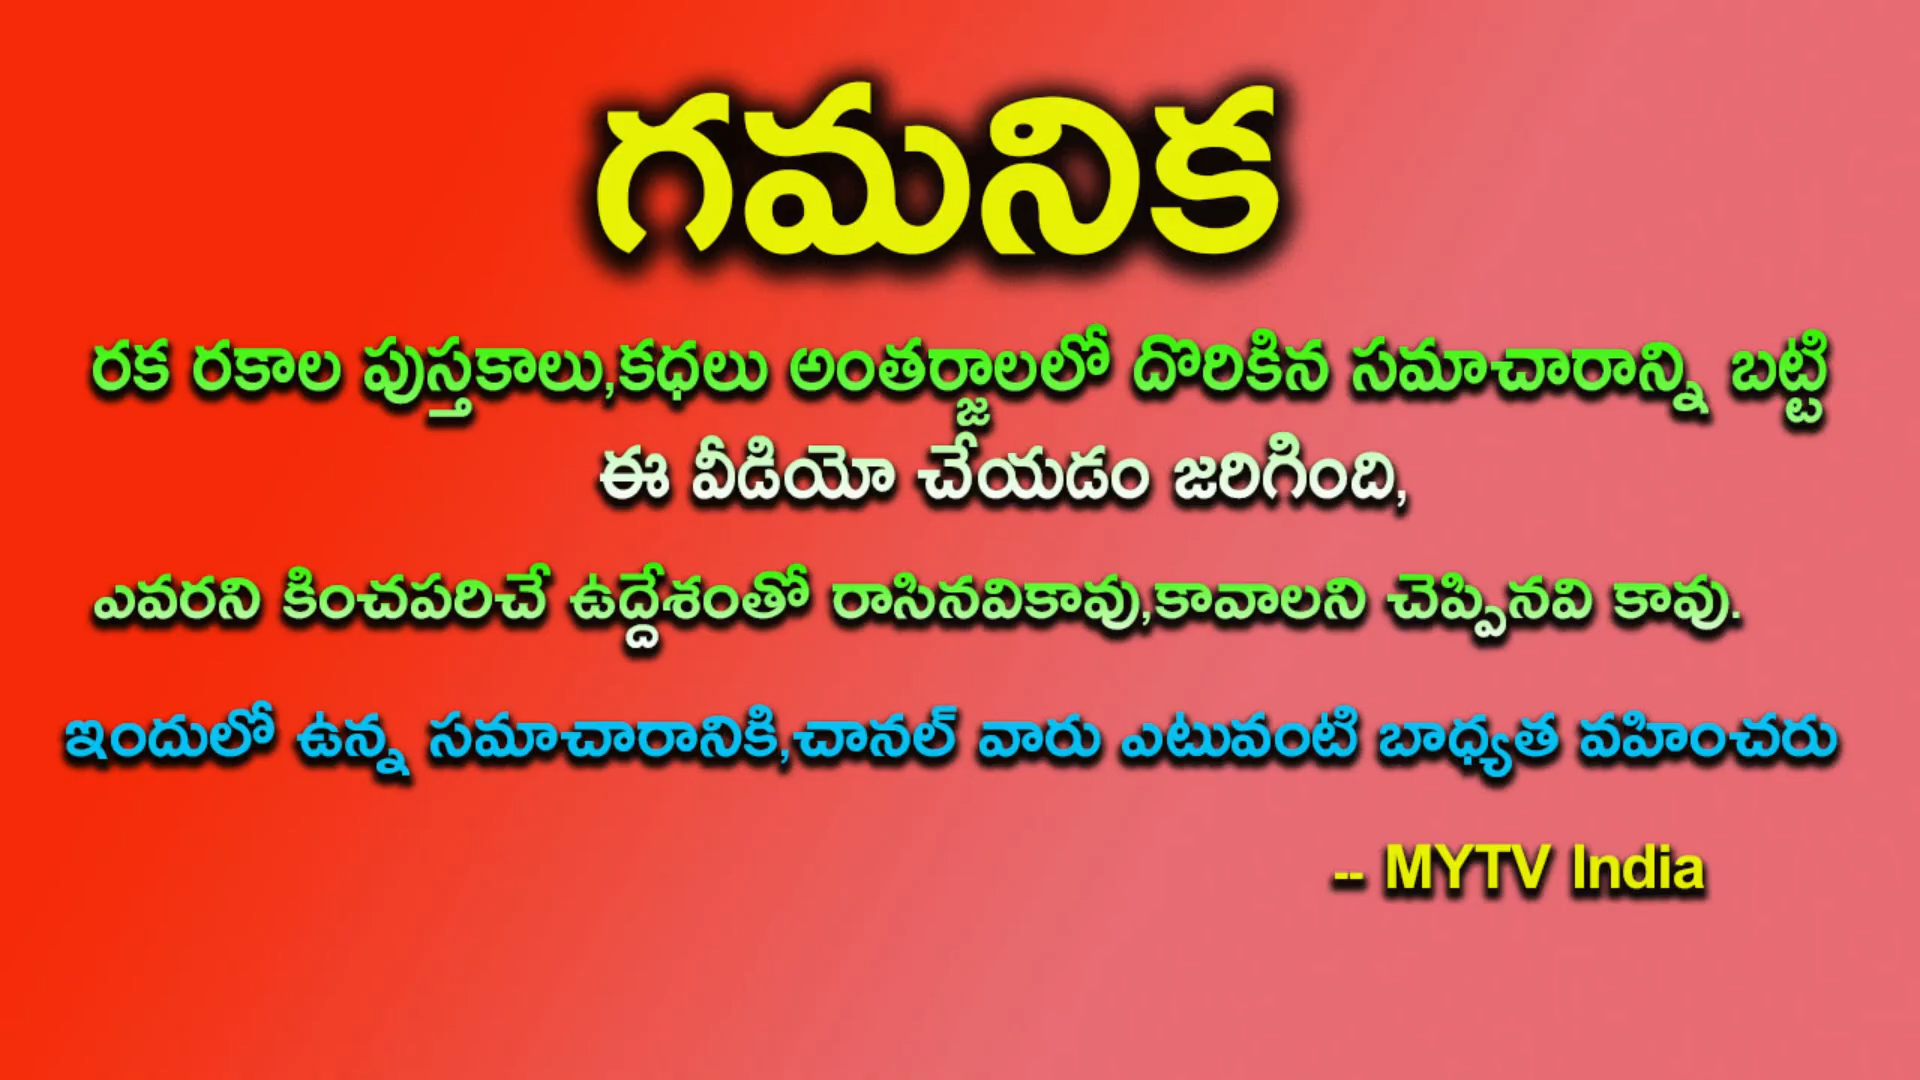 గమనిక
రక రకాల పుస్తకాలు,కధలు అంతర్జాలలో దొరికిన సమాచారాన్ని బట్టి
ఈ వీడియో చేయడం జరిగింది,
ఎవరని కించపరిచే ఉద్దేశంతో రాసినవికావు,కావాలని చెప్పినవి కావు.
ఇందులో ఉన్న సమాచారానికి,చానల్ వారు ఎటువంటి బాధ్యత వహించరు
-- MYTV India